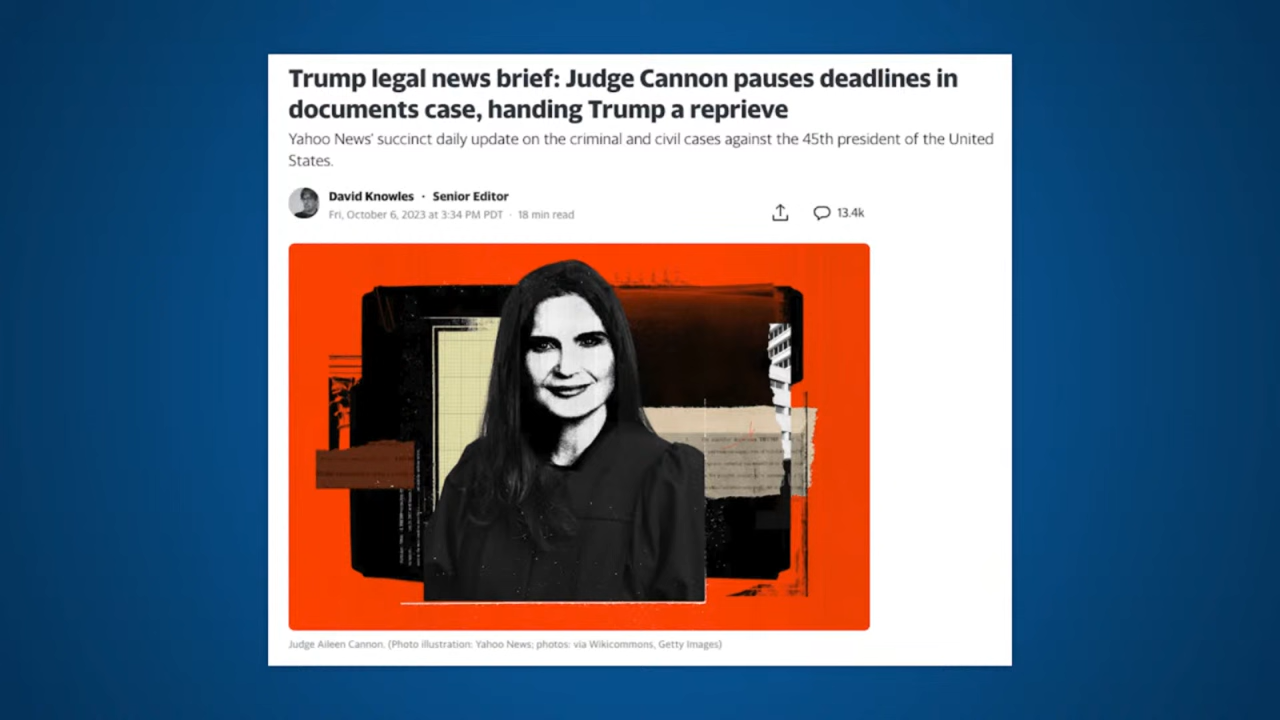 Trump legal news brief: Judge Cannon pauses deadlines in
documents case, handing Trump a reprieve
Yahoo News' succinct daily update on the criminal and civil cases against the 45th president of the United
States.
David Knowles · Senior Editor
Fri, October 6, 2023 at 3:34 PM PDT · 18 min read
13.4k
Judge Aileen Cannon. (Photo illustration: Yahoo News; photos: via Wikicommons, Getty Images)